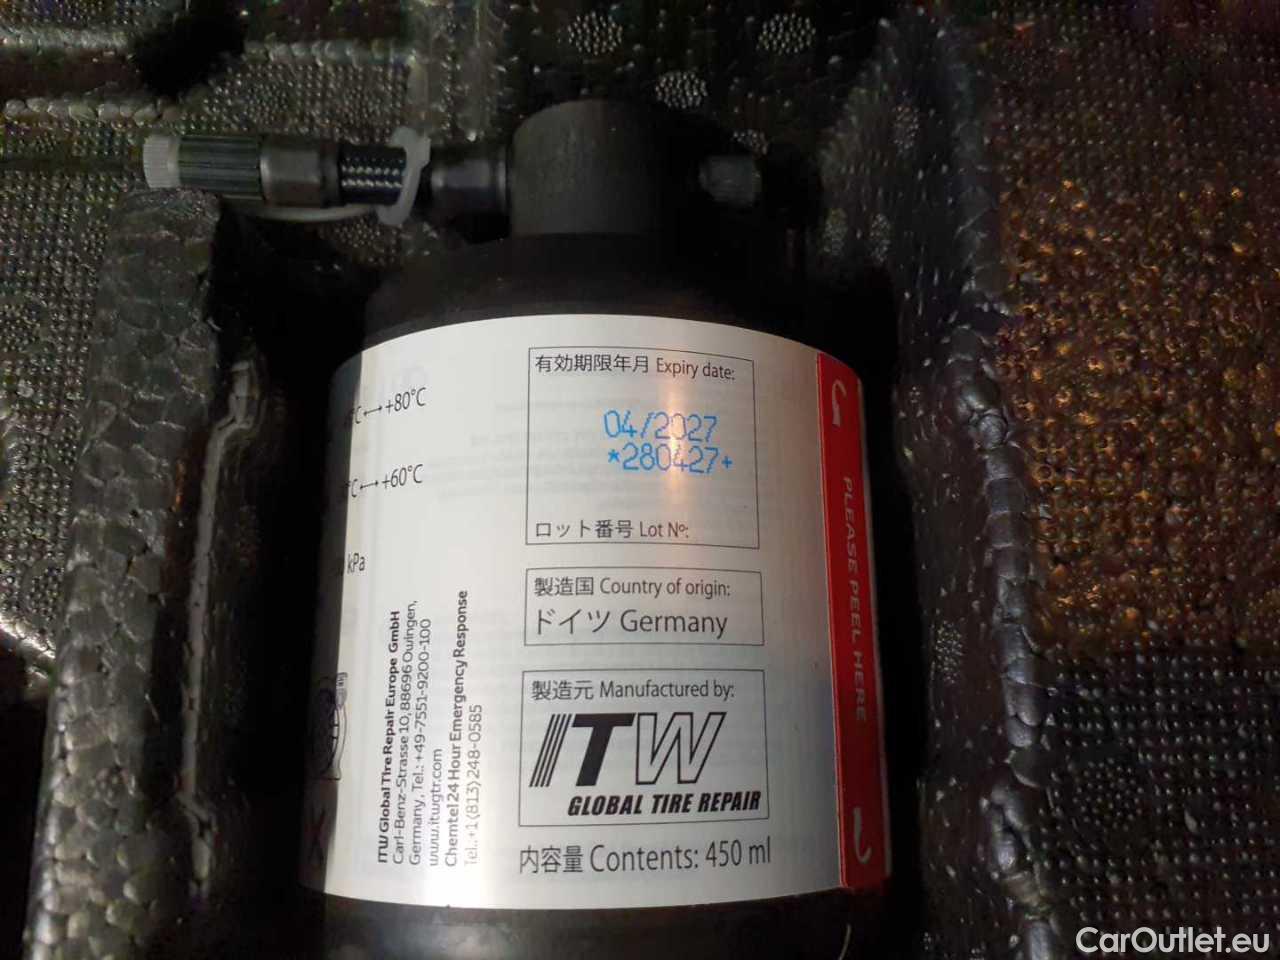 °C ↔ +80°C
°C ↔ +60°C
kPa
ITW Global Tire Repair Europe GmbH
Carl-Benz-Strasse 10, 88696 Owingen,
Germany, Tel.: +49-7551-9200-100
www.itwgtr.com
Chemtel 24 Hour Emergency Response
Tel.:+1 (813) 248-0585
有効期限年月 Expiry date:
04/2027
*280427+
ロット番号 Lot Nº:
製造国 Country of origin:
ドイツ Germany
製造元 Manufactured by:
ITW
GLOBAL TIRE REPAIR
内容量 Contents: 450 ml
PLEASE PEEL HERE
CarOutlet.eu